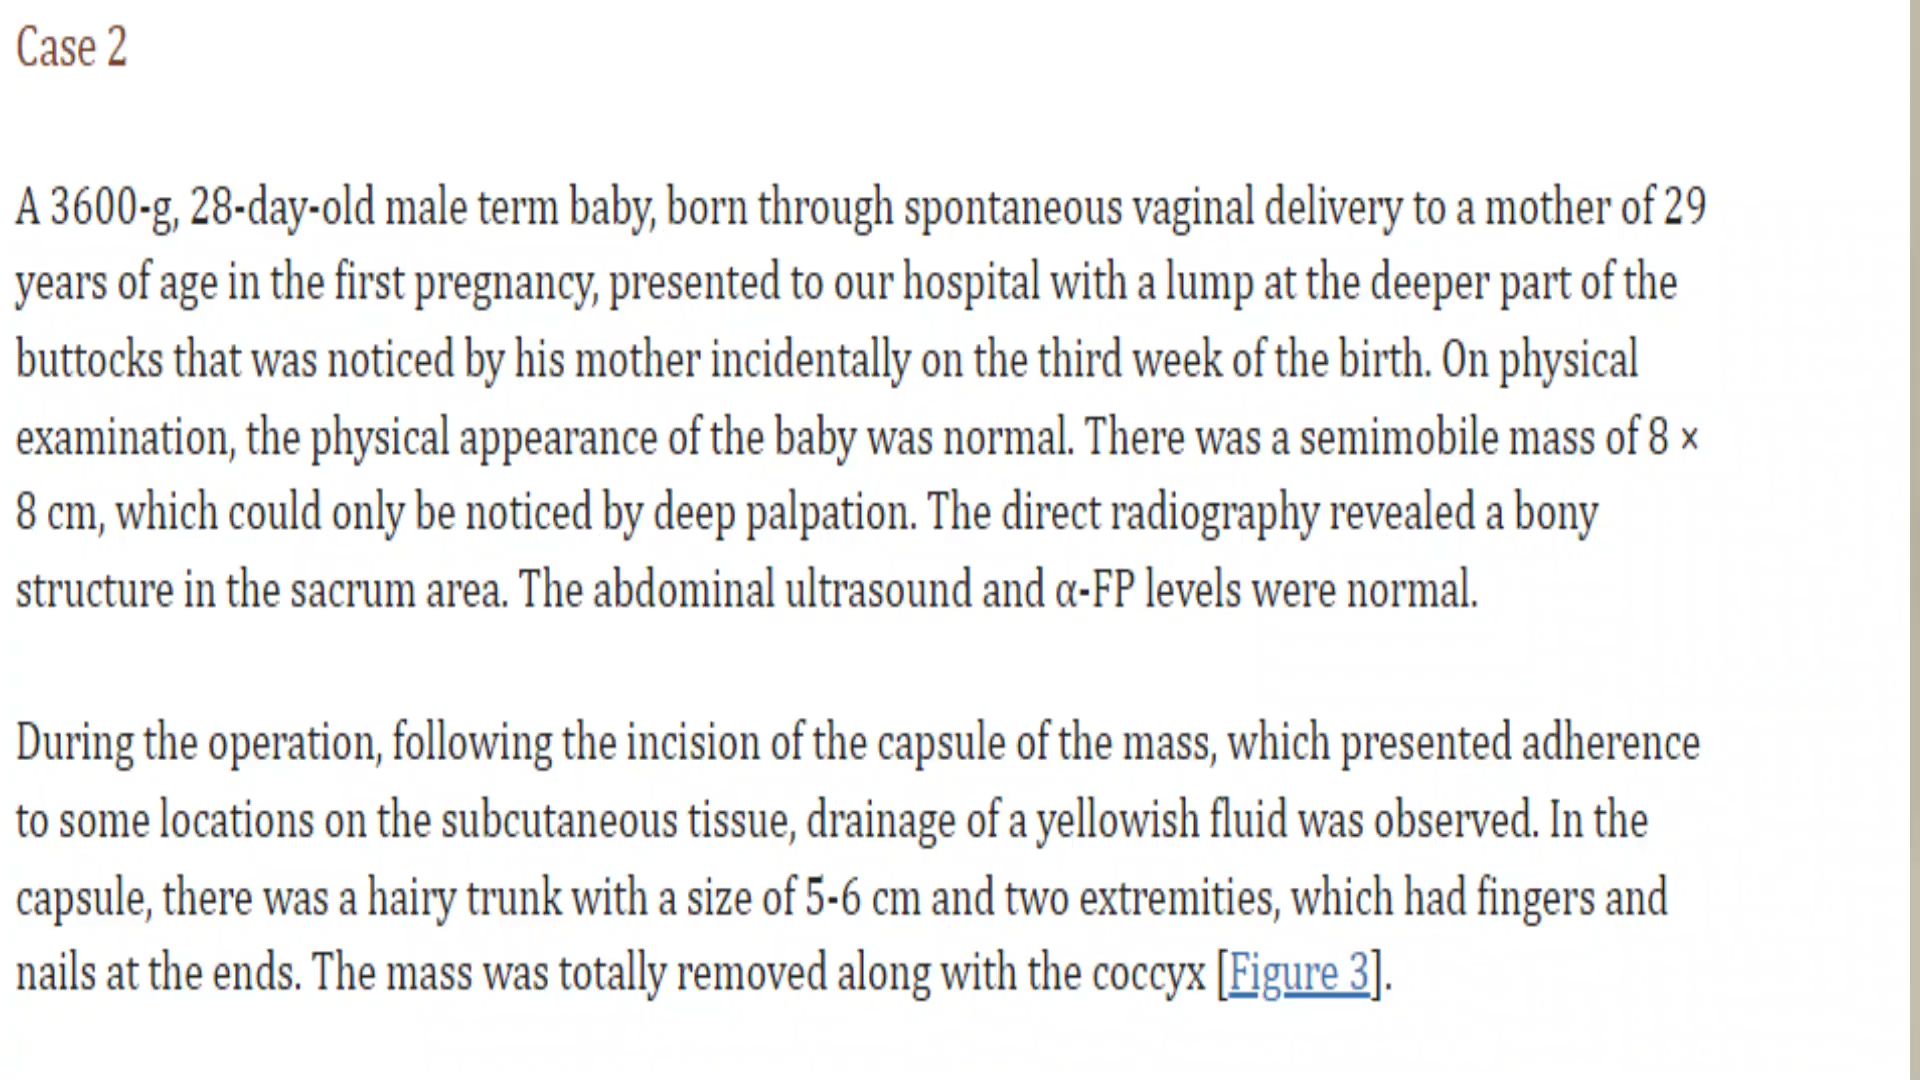 Case 2
A 3600-g, 28-day-old male term baby, born through spontaneous vaginal delivery to a mother of 29
years of age in the first pregnancy, presented to our hospital with a lump at the deeper part of the
buttocks that was noticed by his mother incidentally on the third week of the birth. On physical
examination, the physical appearance of the baby was normal. There was a semimobile mass of 8 ×
8 cm, which could only be noticed by deep palpation. The direct radiography revealed a bony
structure in the sacrum area. The abdominal ultrasound and α-FP levels were normal.
During the operation, following the incision of the capsule of the mass, which presented adherence
to some locations on the subcutaneous tissue, drainage of a yellowish fluid was observed. In the
capsule, there was a hairy trunk with a size of 5-6 cm and two extremities, which had fingers and
nails at the ends. The mass was totally removed along with the coccyx [Figure 3].